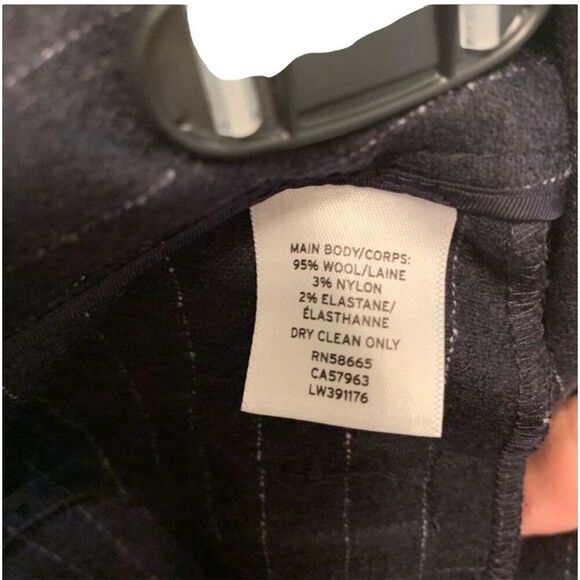 MAIN BODY/CORPS:
95% WOOL/LAINE
3% NYLON
2% ELASTANE/
ÉLASTHANNE
DRY CLEAN ONLY
RN58665
CA57963
LW391176